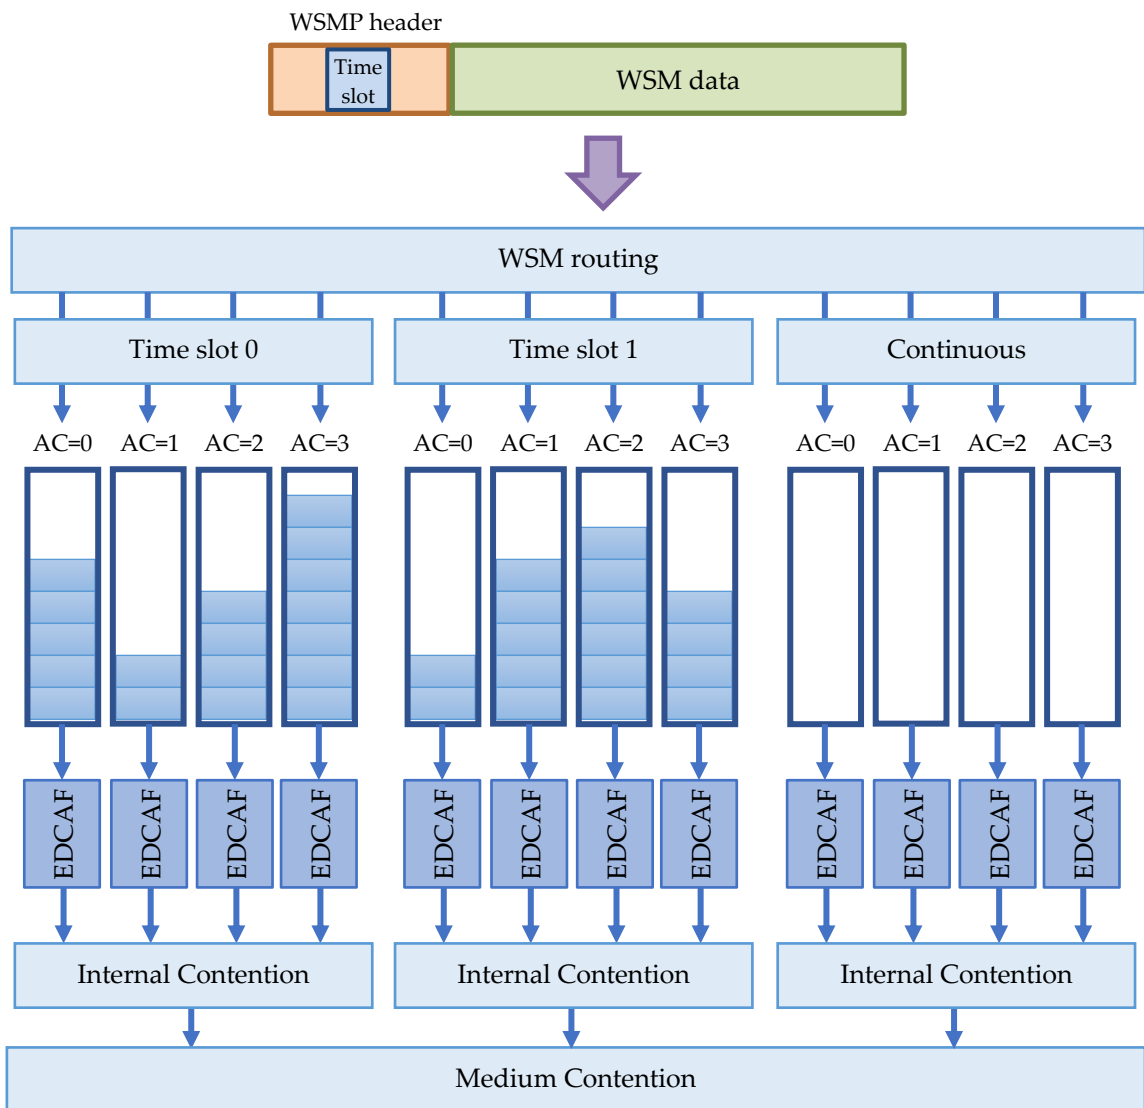 WSMP header
Time
slot
WSM data
WSM routing
Time slot 0
Time slot 1
Continuous
AC=0 AC=1 AC=2 AC=3
AC=0 AC=1 AC=2 AC=3
AC=0 AC=1 AC=2 AC=3
EDCAF EDCAF EDCAF EDCAF
EDCAF EDCAF EDCAF EDCAF
EDCAF EDCAF EDCAF EDCAF
Internal Contention
Internal Contention
Internal Contention
Medium Contention